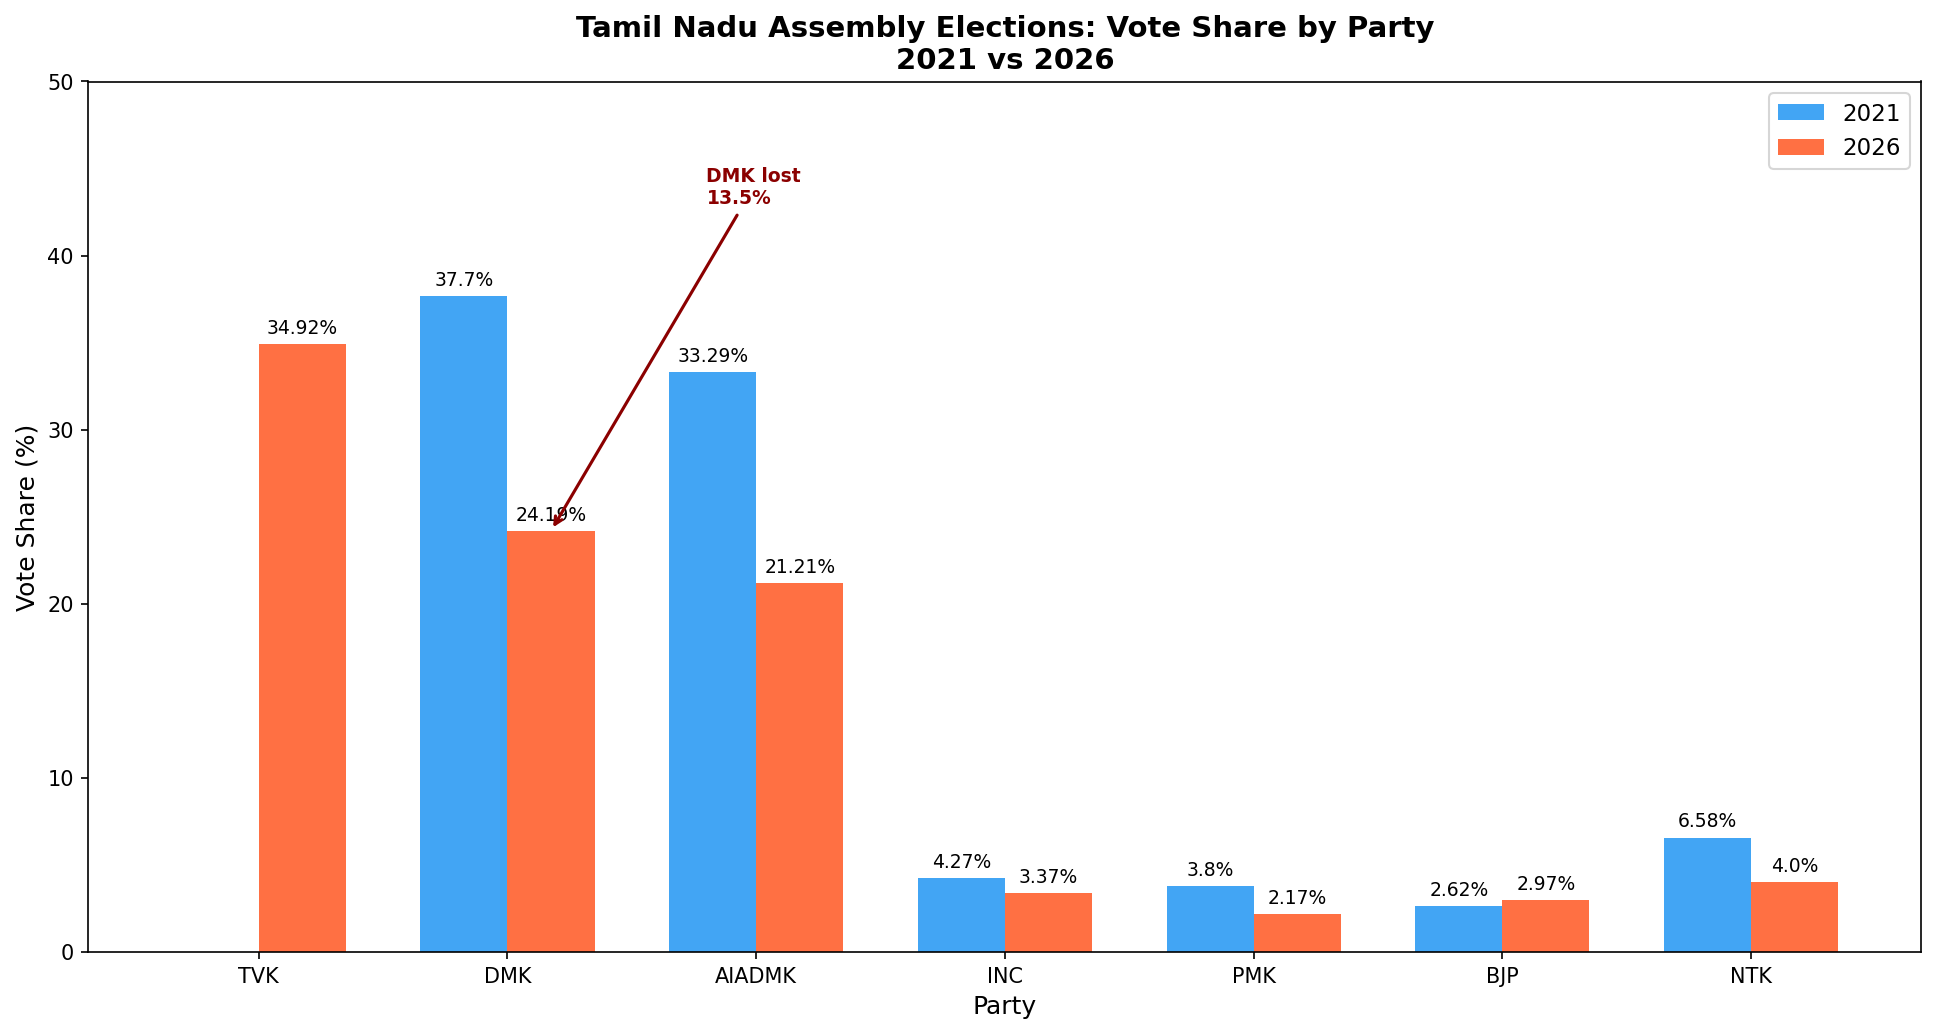 Tamil Nadu Assembly Elections: Vote Share by Party
2021 vs 2026
2021
2026
DMK lost
13.5%
Vote Share (%)
50
40
30
20
10
0
34.92%
37.7%
24.19%
33.29%
21.21%
4.27%
3.37%
3.8%
2.17%
2.62%
2.97%
6.58%
4.0%
TVK
DMK
AIADMK
INC
PMK
BJP
NTK
Party